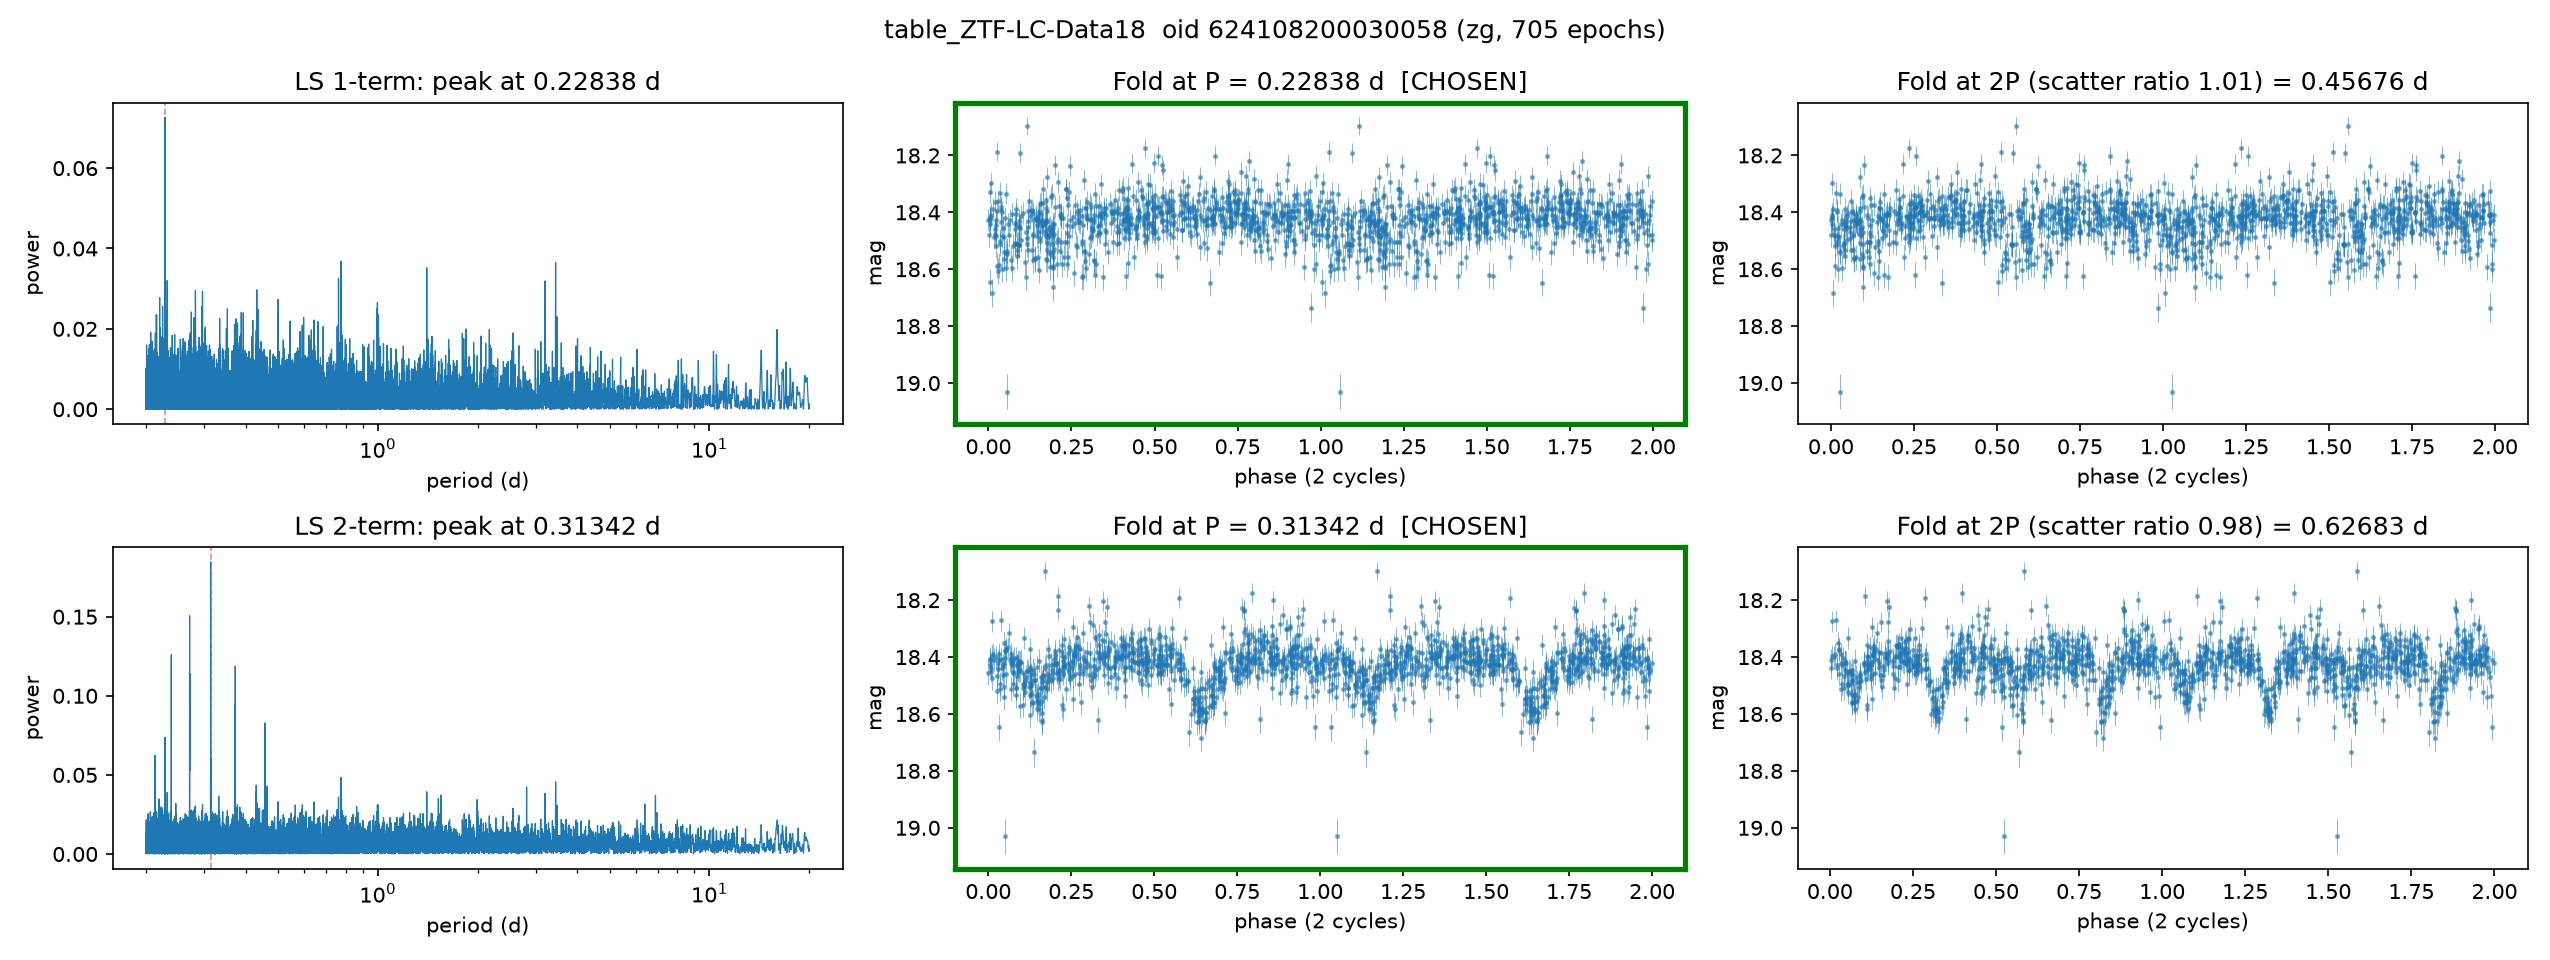 table_ZTF-LC-Data18  oid 624108200030058 (zg, 705 epochs)
LS 1-term: peak at 0.22838 d
power
0.06
0.04
0.02
0.00
10⁰
10¹
period (d)
Fold at P = 0.22838 d  [CHOSEN]
mag
18.2
18.4
18.6
18.8
19.0
0.00 0.25 0.50 0.75 1.00 1.25 1.50 1.75 2.00
phase (2 cycles)
Fold at 2P (scatter ratio 1.01) = 0.45676 d
mag
18.2
18.4
18.6
18.8
19.0
0.00 0.25 0.50 0.75 1.00 1.25 1.50 1.75 2.00
phase (2 cycles)
LS 2-term: peak at 0.31342 d
power
0.15
0.10
0.05
0.00
10⁰
10¹
period (d)
Fold at P = 0.31342 d  [CHOSEN]
mag
18.2
18.4
18.6
18.8
19.0
0.00 0.25 0.50 0.75 1.00 1.25 1.50 1.75 2.00
phase (2 cycles)
Fold at 2P (scatter ratio 0.98) = 0.62683 d
mag
18.2
18.4
18.6
18.8
19.0
0.00 0.25 0.50 0.75 1.00 1.25 1.50 1.75 2.00
phase (2 cycles)